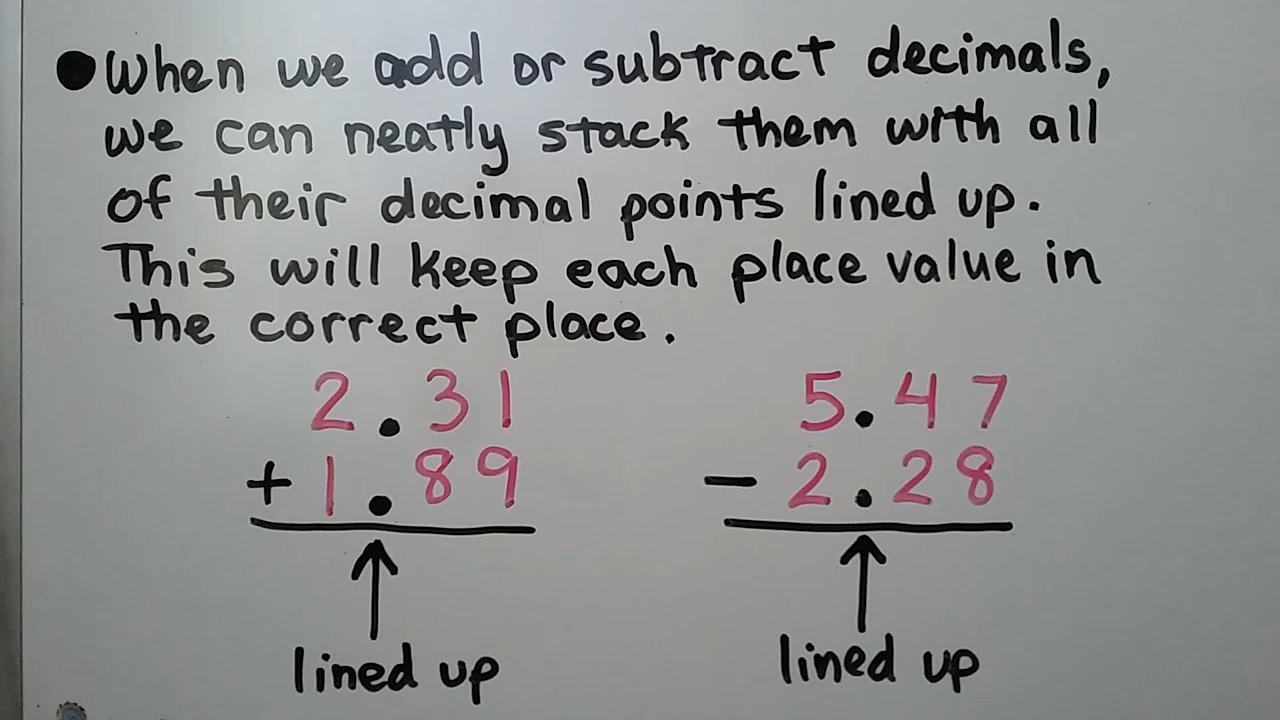 ●When we add or subtract decimals,
we can neatly stack them with all
of their decimal points lined up.
This will keep each place value in
the correct place.
2.31 5.47
+1.89 -2.28
lined up lined up